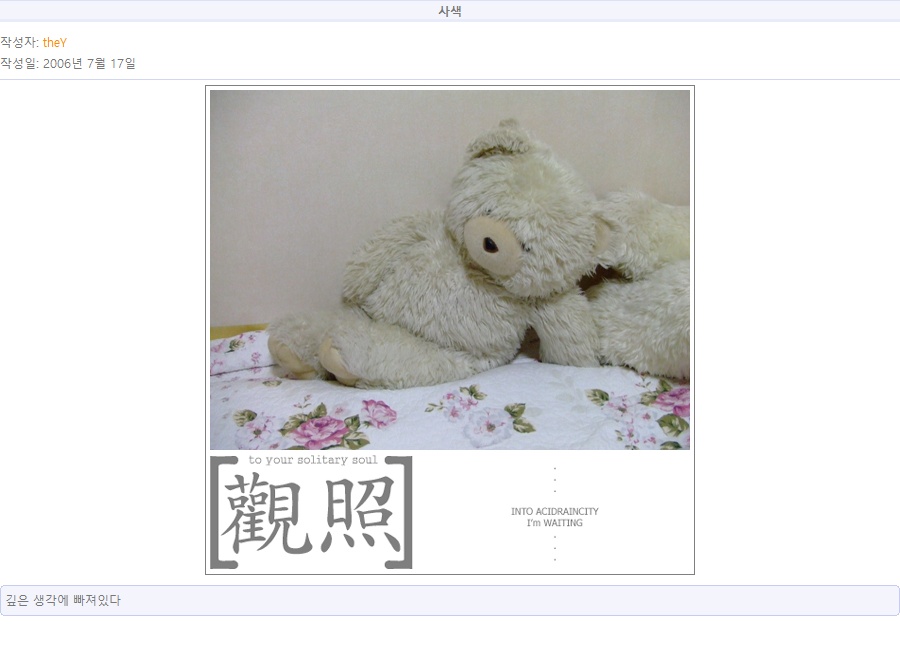 사색
작성자: theY
작성일: 2006년 7월 17일
to your solitary soul
[觀照]
INTO ACIDRAINCITY
I'm WAITING
깊은 생각에 빠져있다